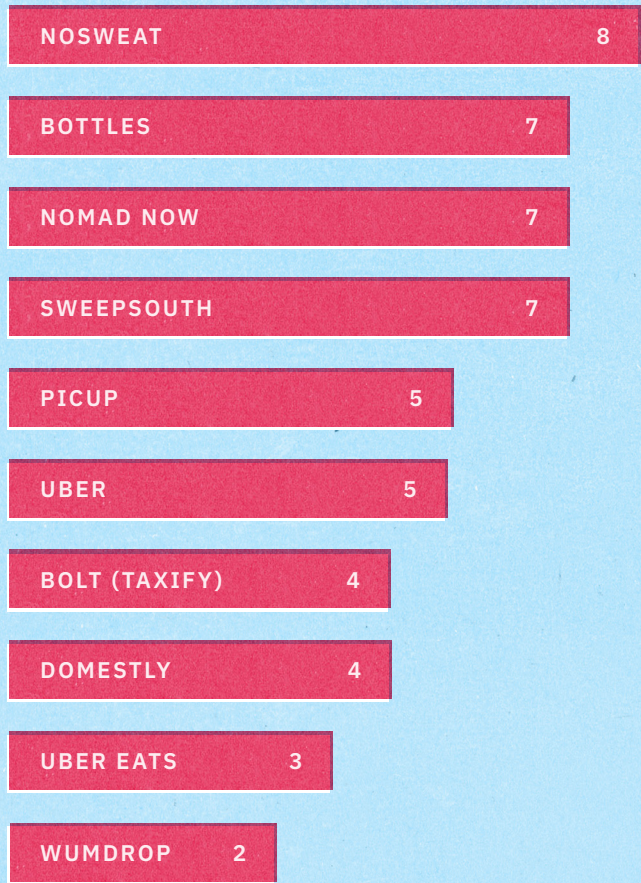 NOSWEAT 8
BOTTLES 7
NOMAD NOW 7
SWEEPSOUTH 7
PICUP 5
UBER 5
BOLT (TAXIFY) 4
DOMESTLY 4
UBER EATS 3
WUMDROP 2